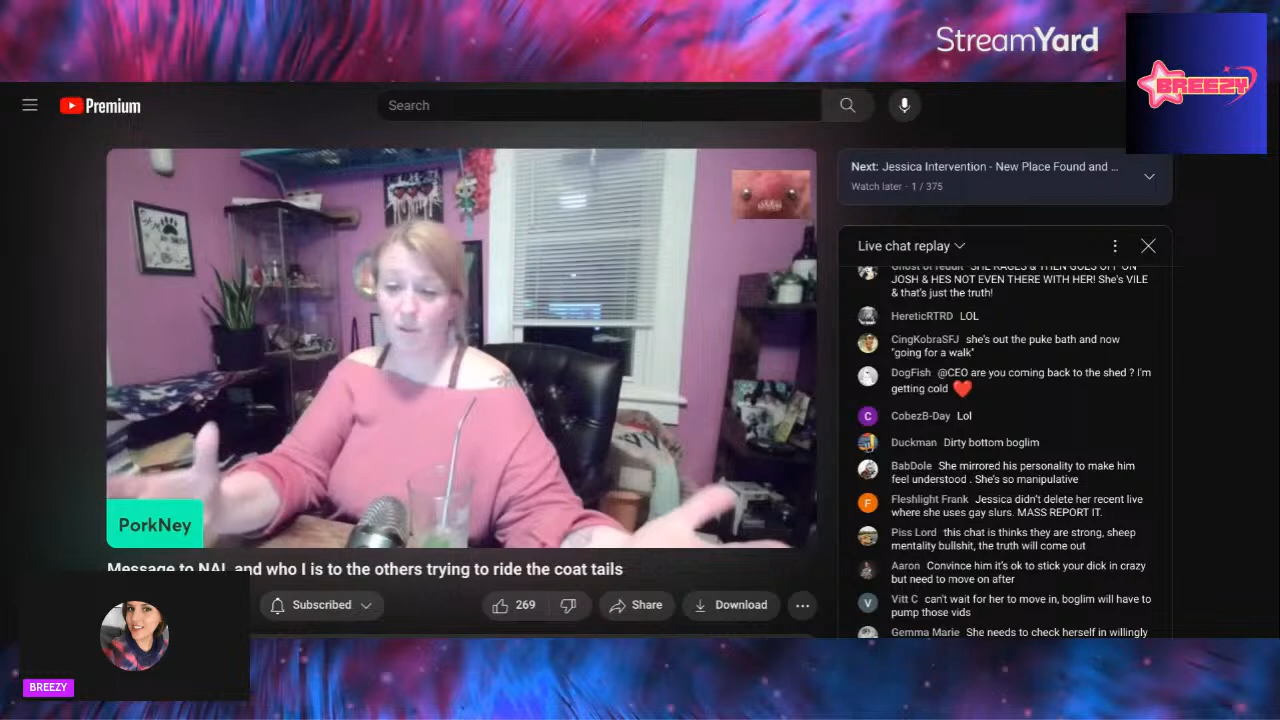 StreamYard
BREEZY
Premium
Search
Next: Jessica Intervention - New Place Found and ...
Watch later · 1 / 375
Live chat replay
Ghost of reddit SHE RAGES & THEN GOES OFF ON
JOSH & HES NOT EVEN THERE WITH HER! She's VILE
& that's just the truth!
HereticRTRD LOL
CingKobraSFJ she's out the puke bath and now
"going for a walk"
DogFish @CEO are you coming back to the shed ? I'm
getting cold ❤️
C
CobezB-Day Lol
Duckman Dirty bottom boglim
BabDole She mirrored his personality to make him
feel understood . She's so manipulative
F
Fleshlight Frank Jessica didn't delete her recent live
where she uses gay slurs. MASS REPORT IT.
Piss Lord this chat is thinks they are strong, sheep
mentality bullshit, the truth will come out
Aaron Convince him it's ok to stick your dick in crazy
but need to move on after
V
Vitt C can't wait for her to move in, boglim will have to
pump those vids
Gemma Marie She needs to check herself in willingly
PorkNey
Message to NAL and who I is to the others trying to ride the coat tails
Subscribed
269
Share
Download
BREEZY